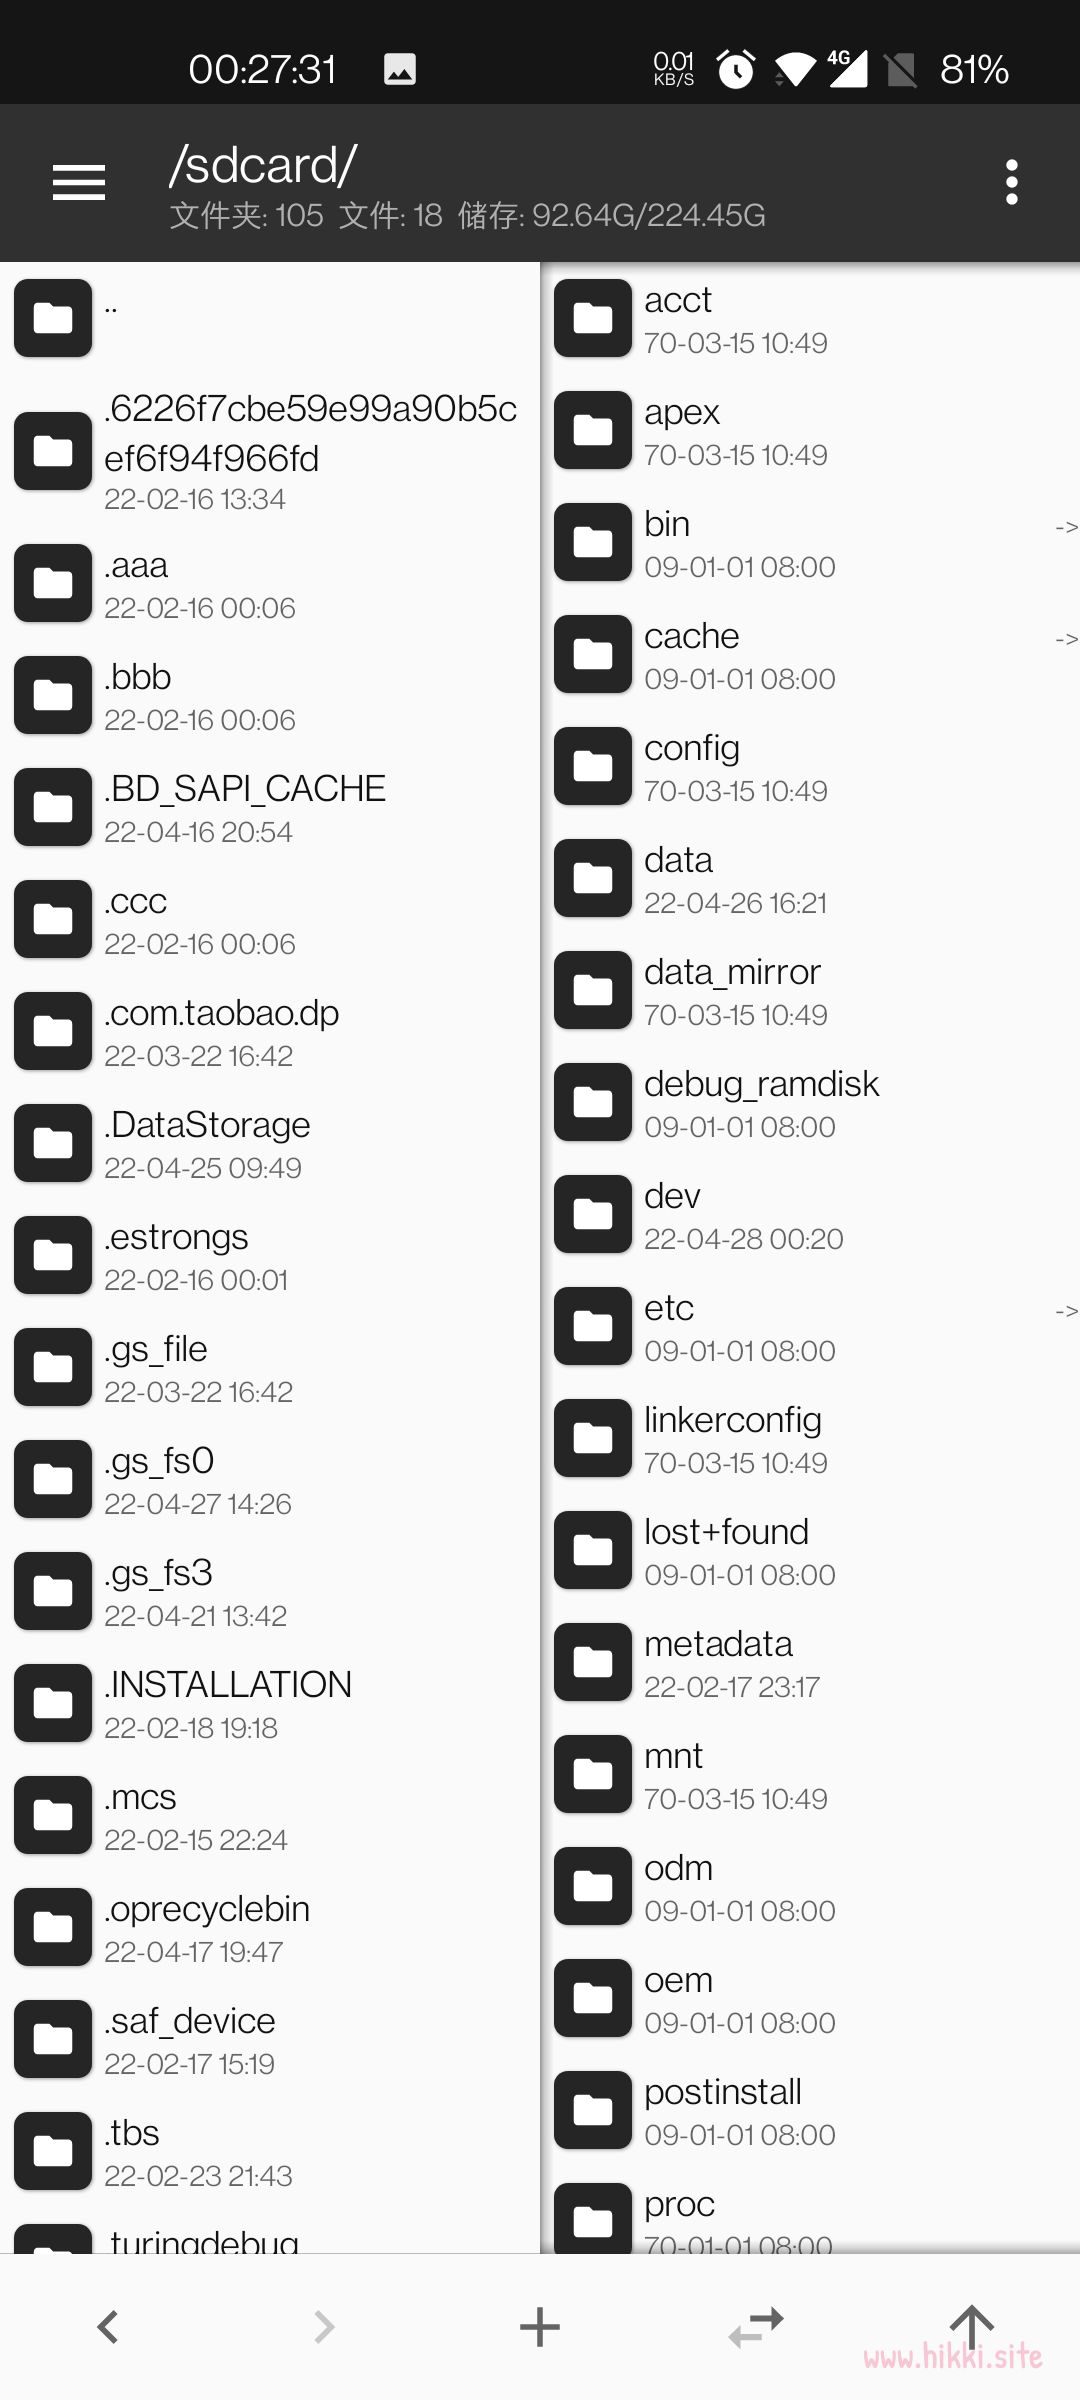 00:27:31
0.01
KB/S
4G
81%
/sdcard/
文件夹: 105 文件: 18 储存: 92.64G/224.45G
..
.6226f7cbe59e99a90b5c
ef6f94f966fd
22-02-16 13:34
.aaa
22-02-16 00:06
.bbb
22-02-16 00:06
.BD_SAPI_CACHE
22-04-16 20:54
.ccc
22-02-16 00:06
.com.taobao.dp
22-03-22 16:42
.DataStorage
22-04-25 09:49
.estrongs
22-02-16 00:01
.gs_file
22-03-22 16:42
.gs_fs0
22-04-27 14:26
.gs_fs3
22-04-21 13:42
.INSTALLATION
22-02-18 19:18
.mcs
22-02-15 22:24
.oprecyclebin
22-04-17 19:47
.saf_device
22-02-17 15:19
.tbs
22-02-23 21:43
.turingdebug
acct
70-03-15 10:49
apex
70-03-15 10:49
bin
->
09-01-01 08:00
cache
->
09-01-01 08:00
config
70-03-15 10:49
data
22-04-26 16:21
data_mirror
70-03-15 10:49
debug_ramdisk
09-01-01 08:00
dev
22-04-28 00:20
etc
->
09-01-01 08:00
linkerconfig
70-03-15 10:49
lost+found
09-01-01 08:00
metadata
22-02-17 23:17
mnt
70-03-15 10:49
odm
09-01-01 08:00
oem
09-01-01 08:00
postinstall
09-01-01 08:00
proc
70-01-01 08:00
www.hikki.site